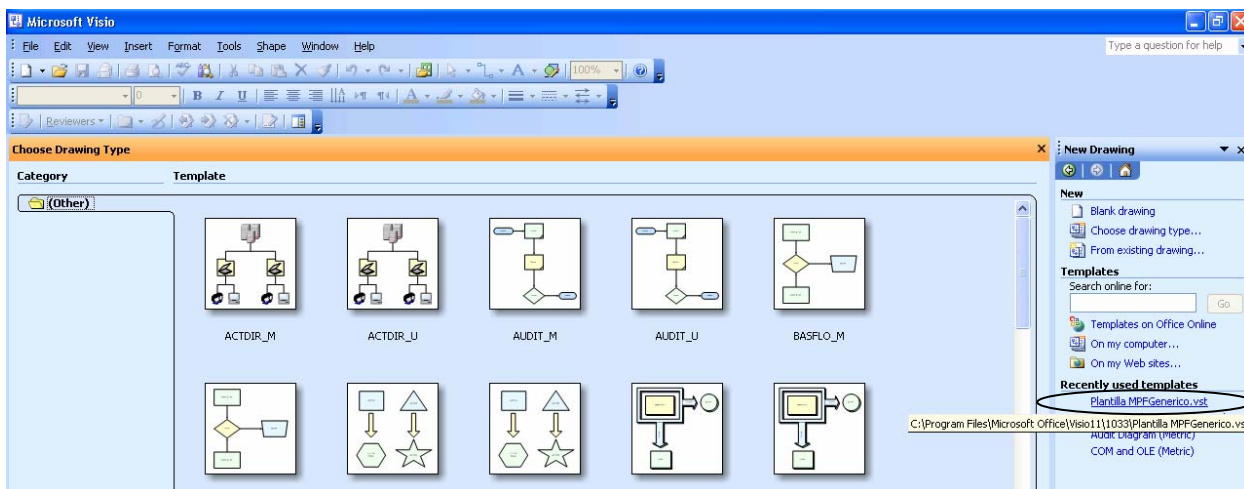 Microsoft Visio
File Edit View Insert Format Tools Shape Window Help
Type a question for help
100%
0 B I U A
Reviewers
Choose Drawing Type
New Drawing
Category Template
(Other)
ACTDIR_M ACTDIR_U AUDIT_M AUDIT_U BASFLO_M
New
Blank drawing
Choose drawing type...
From existing drawing...
Templates
Search online for:
Go
Templates on Office Online
On my computer...
On my Web sites...
Recently used templates
Plantilla MPFGenerico.vst
C:\Program Files\Microsoft Office\Visio11\1033\Plantilla MPFGenerico.vs
Audit Diagram (Metric)
COM and OLE (Metric)